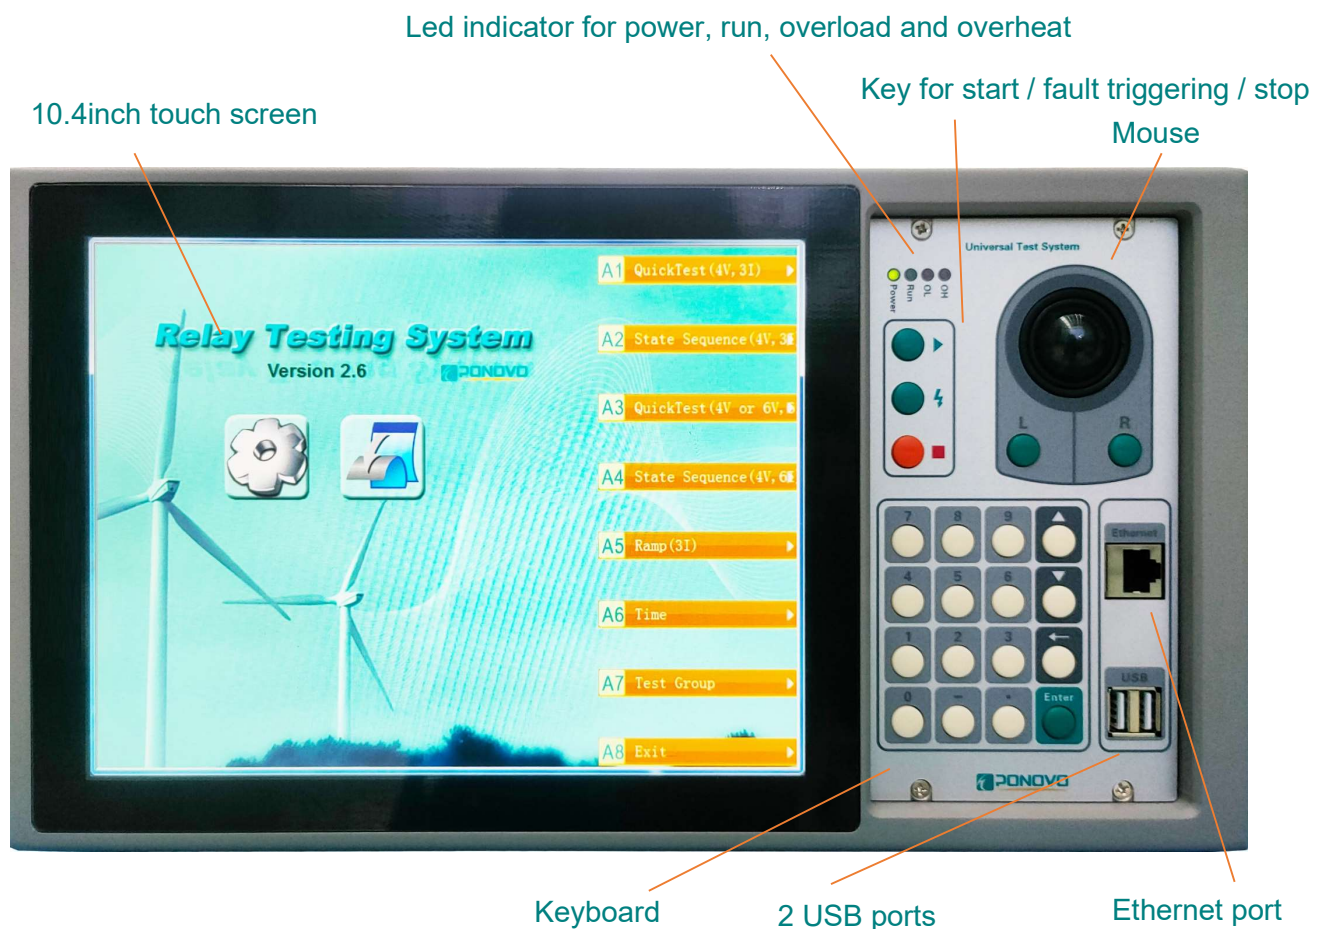 Led indicator for power, run, overload and overheat
Key for start / fault triggering / stop
10.4inch touch screen
Mouse
Universal Test System
Power
Run
OL
OH
A1 QuickTest(4V,3I)
Relay Testing System
Version 2.6
PONOVO
A2 State Sequence(4V,3I
A3 QuickTest(4V or 6V,
A4 State Sequence(4V,6I
A5 Ramp(3I)
A6 Time
A7 Test Group
A8 Exit
L
R
7 8 9
4 5 6
1 2 3
0 - .
Enter
Ethernet
USB
PONOVO
Keyboard
2 USB ports
Ethernet port